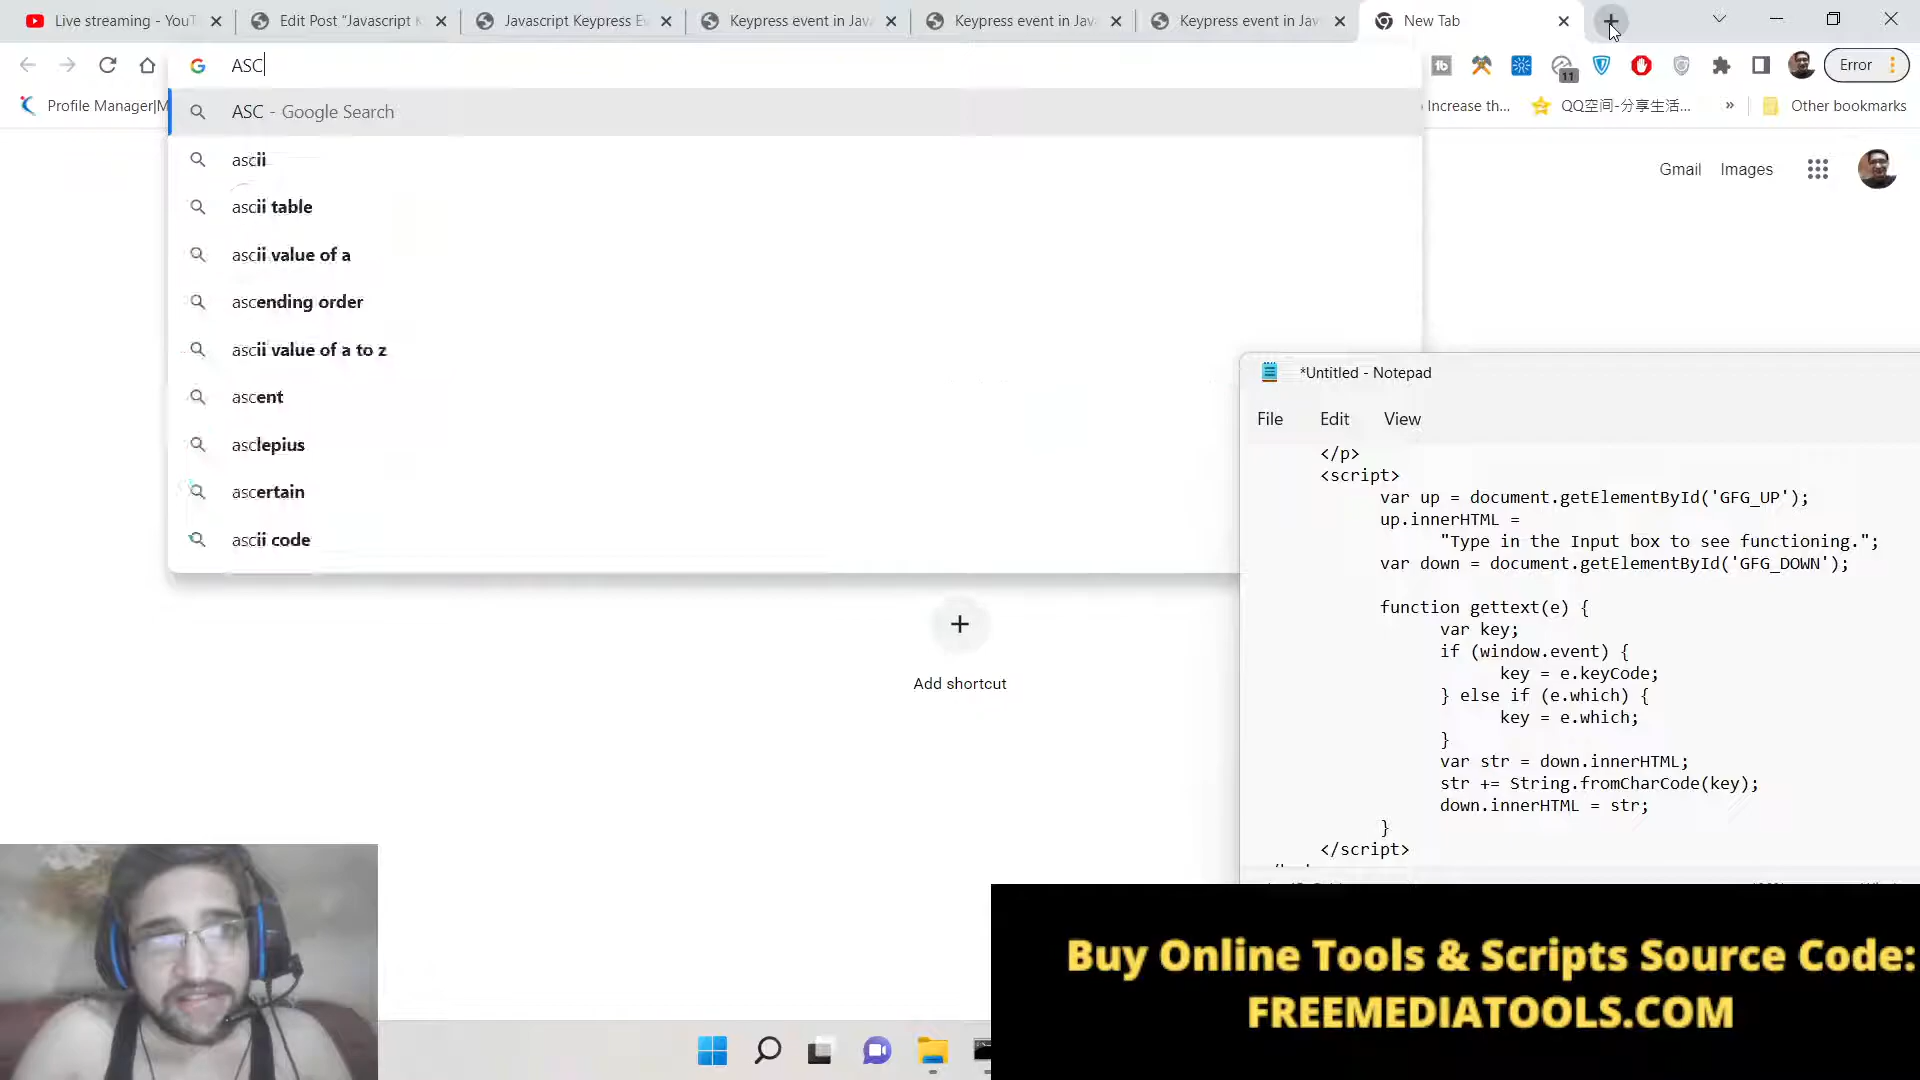 Live streaming - YouT
Edit Post "Javascript K
Javascript Keypress Ev
Keypress event in Java
Keypress event in Java
Keypress event in Java
New Tab
ASC
11
Error
Profile Manager|M
Increase th...
QQ空间-分享生活...
»
Other bookmarks
ASC - Google Search
ascii
ascii table
ascii value of a
ascending order
ascii value of a to z
ascent
asclepius
ascertain
ascii code
Gmail
Images
Add shortcut
*Untitled - Notepad
File
Edit
View
</p>
<script>
var up = document.getElementById('GFG_UP');
up.innerHTML =
"Type in the Input box to see functioning.";
var down = document.getElementById('GFG_DOWN');
function gettext(e) {
var key;
if (window.event) {
key = e.keyCode;
} else if (e.which) {
key = e.which;
}
var str = down.innerHTML;
str += String.fromCharCode(key);
down.innerHTML = str;
}
</script>
Buy Online Tools & Scripts Source Code:
FREEMEDIATOOLS.COM